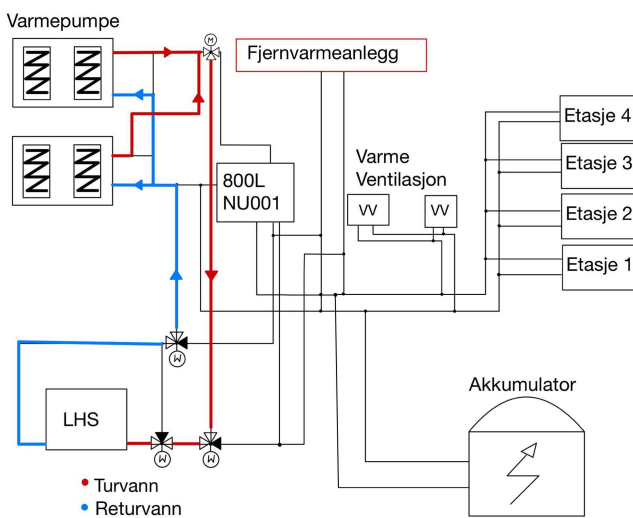 Varmepumpe
M
Fjernvarmeanlegg
Etasje 4
Etasje 3
Etasje 2
Etasje 1
Varme
Ventilasjon
VV
VV
800L
NU001
M
LHS
M
M
Akkumulator
Turvann
Returvann